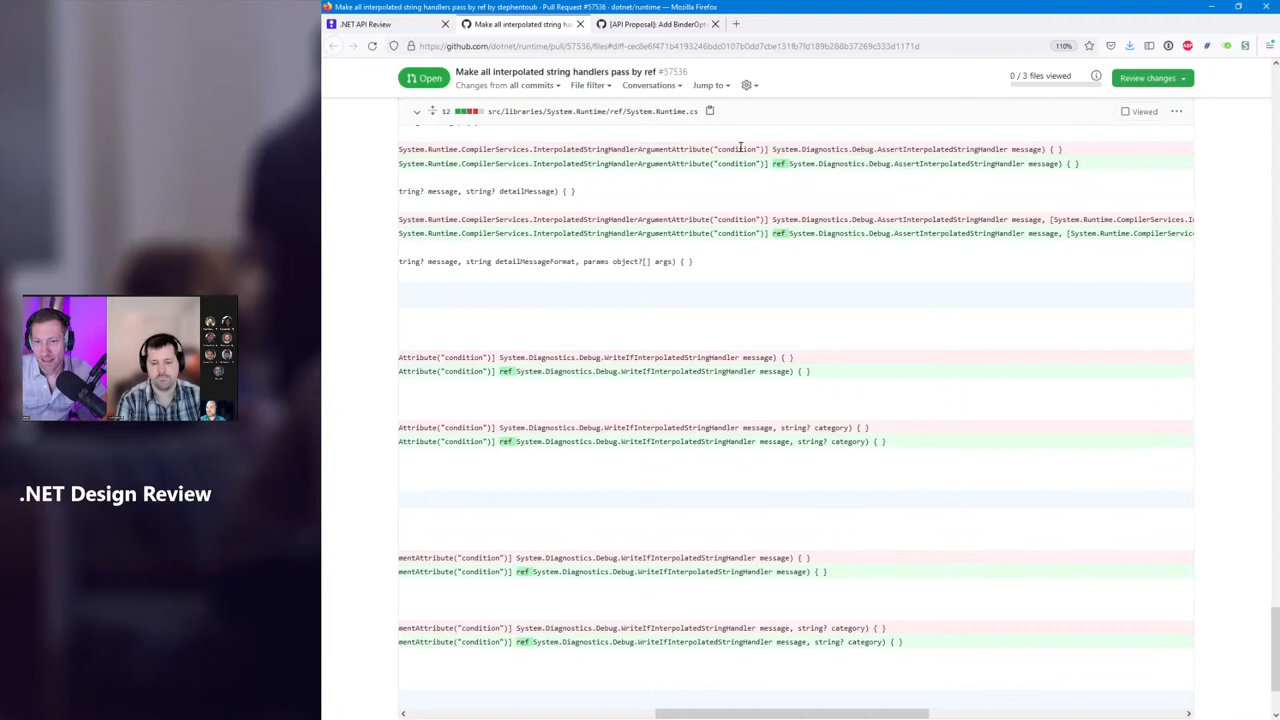 Make all interpolated string handlers pass by ref by stephentoub · Pull Request #57536 · dotnet/runtime — Mozilla Firefox
.NET API Review
Make all interpolated string han
[API Proposal]: Add BinderOpt
https://github.com/dotnet/runtime/pull/57536/files#diff-cec8e6f471b4193246bdc0107b0dd7cbe131fb7fd189b288b37269c333d1171d
110%
Open
Make all interpolated string handlers pass by ref #57536
Changes from all commits
File filter
Conversations
Jump to
0 / 3 files viewed
Review changes
12 src/libraries/System.Runtime/ref/System.Runtime.cs
Viewed
System.Runtime.CompilerServices.InterpolatedStringHandlerArgumentAttribute("condition")] System.Diagnostics.Debug.AssertInterpolatedStringHandler message) { }
System.Runtime.CompilerServices.InterpolatedStringHandlerArgumentAttribute("condition")] ref System.Diagnostics.Debug.AssertInterpolatedStringHandler message) { }
tring? message, string? detailMessage) { }
System.Runtime.CompilerServices.InterpolatedStringHandlerArgumentAttribute("condition")] System.Diagnostics.Debug.AssertInterpolatedStringHandler message, [System.Runtime.CompilerServices.In
System.Runtime.CompilerServices.InterpolatedStringHandlerArgumentAttribute("condition")] ref System.Diagnostics.Debug.AssertInterpolatedStringHandler message, [System.Runtime.CompilerServic
tring? message, string detailMessageFormat, params object?[] args) { }
Attribute("condition")] System.Diagnostics.Debug.WriteIfInterpolatedStringHandler message) { }
Attribute("condition")] ref System.Diagnostics.Debug.WriteIfInterpolatedStringHandler message) { }
Attribute("condition")] System.Diagnostics.Debug.WriteIfInterpolatedStringHandler message, string? category) { }
Attribute("condition")] ref System.Diagnostics.Debug.WriteIfInterpolatedStringHandler message, string? category) { }
mentAttribute("condition")] System.Diagnostics.Debug.WriteIfInterpolatedStringHandler message) { }
mentAttribute("condition")] ref System.Diagnostics.Debug.WriteIfInterpolatedStringHandler message) { }
mentAttribute("condition")] System.Diagnostics.Debug.WriteIfInterpolatedStringHandler message, string? category) { }
mentAttribute("condition")] ref System.Diagnostics.Debug.WriteIfInterpolatedStringHandler message, string? category) { }
.NET Design Review